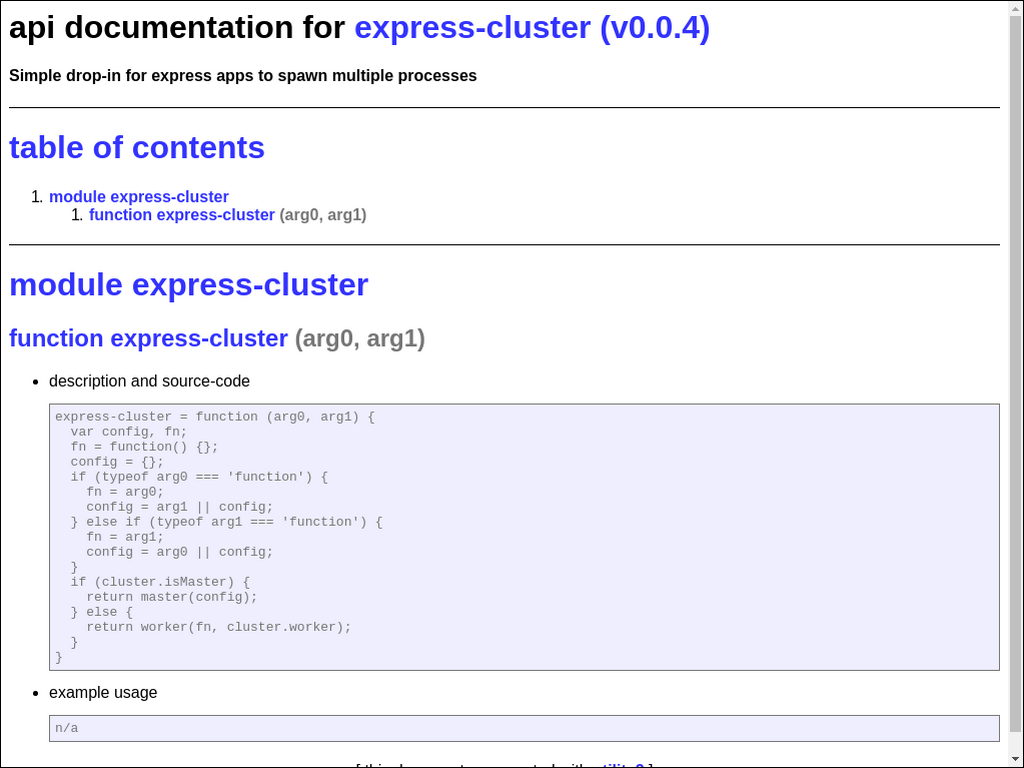 api documentation for express-cluster (v0.0.4)
Simple drop-in for express apps to spawn multiple processes
table of contents
1. module express-cluster
1. function express-cluster (arg0, arg1)
module express-cluster
function express-cluster (arg0, arg1)
• description and source-code
express-cluster = function (arg0, arg1) {
  var config, fn;
  fn = function() {};
  config = {};
  if (typeof arg0 === 'function') {
    fn = arg0;
    config = arg1 || config;
  } else if (typeof arg1 === 'function') {
    fn = arg1;
    config = arg0 || config;
  }
  if (cluster.isMaster) {
    return master(config);
  } else {
    return worker(fn, cluster.worker);
  }
}
• example usage
n/a